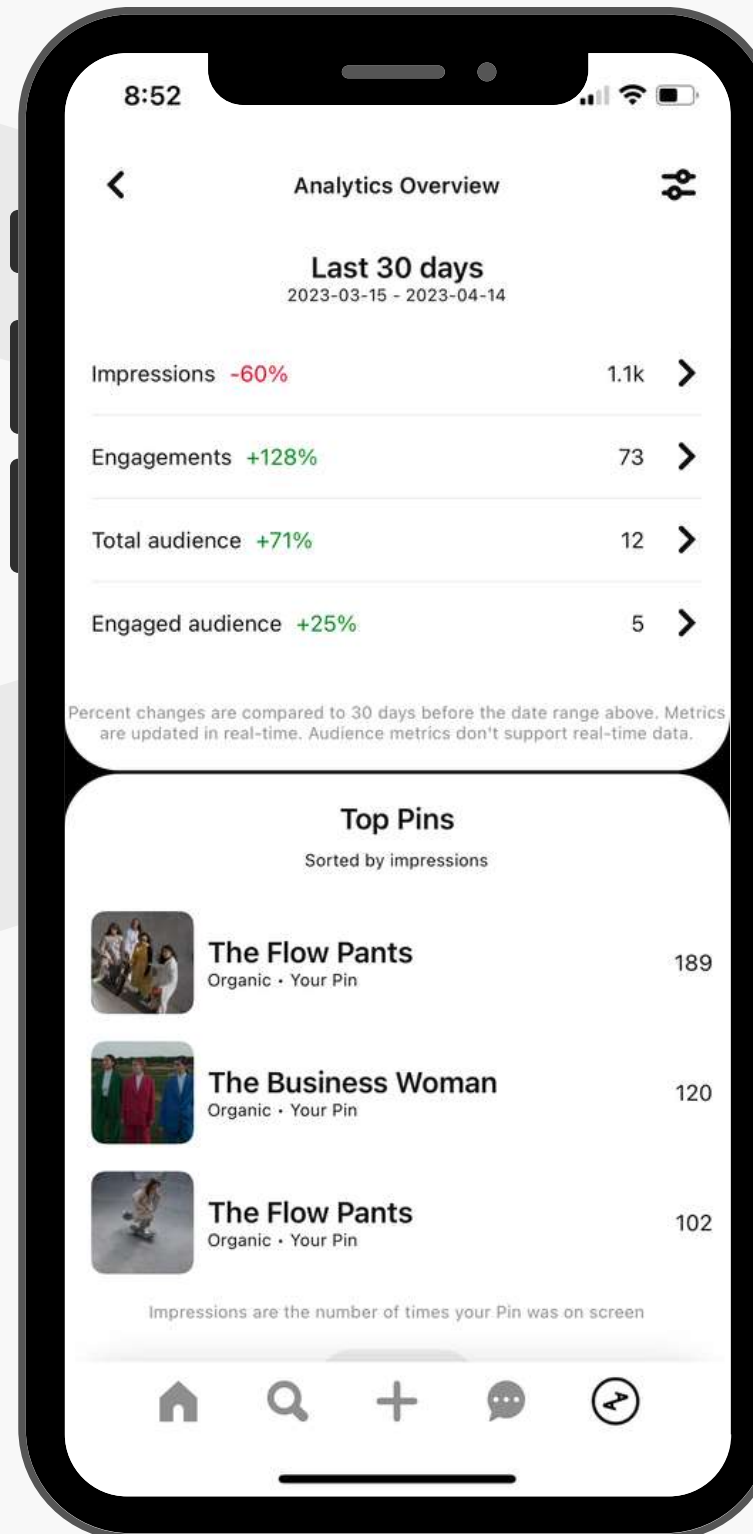 8:52
Analytics Overview
Last 30 days
2023-03-15 - 2023-04-14
Impressions -60% 1.1k
Engagements +128% 73
Total audience +71% 12
Engaged audience +25% 5
Percent changes are compared to 30 days before the date range above. Metrics
are updated in real-time. Audience metrics don't support real-time data.
Top Pins
Sorted by impressions
The Flow Pants
Organic • Your Pin
189
The Business Woman
Organic • Your Pin
120
The Flow Pants
Organic • Your Pin
102
Impressions are the number of times your Pin was on screen